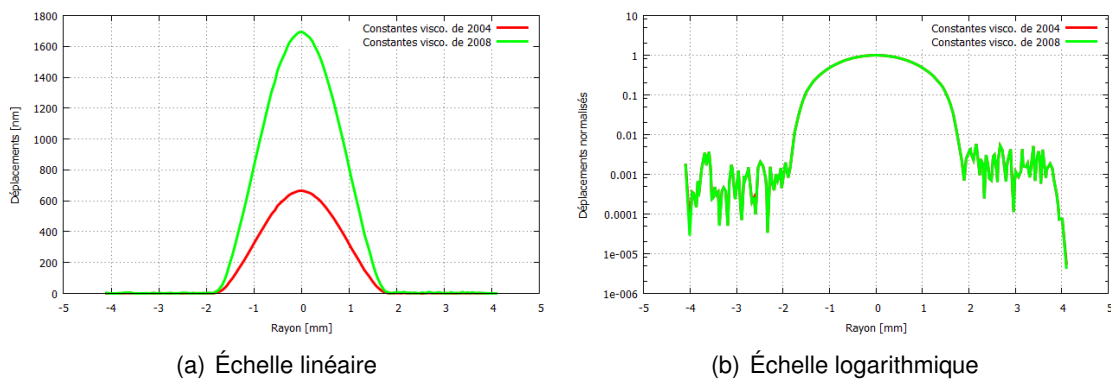 1800
1600
1400
1200
1000
800
600
400
200
0
Déplacements [nm]
-5 -4 -3 -2 -1 0 1 2 3 4 5
Rayon [mm]
Constantes visco. de 2004
Constantes visco. de 2008
(a) Échelle linéaire
10
1
0.1
0.01
0.001
0.0001
1e-005
1e-006
Déplacements normalisés
-5 -4 -3 -2 -1 0 1 2 3 4 5
Rayon [mm]
Constantes visco. de 2004
Constantes visco. de 2008
(b) Échelle logarithmique